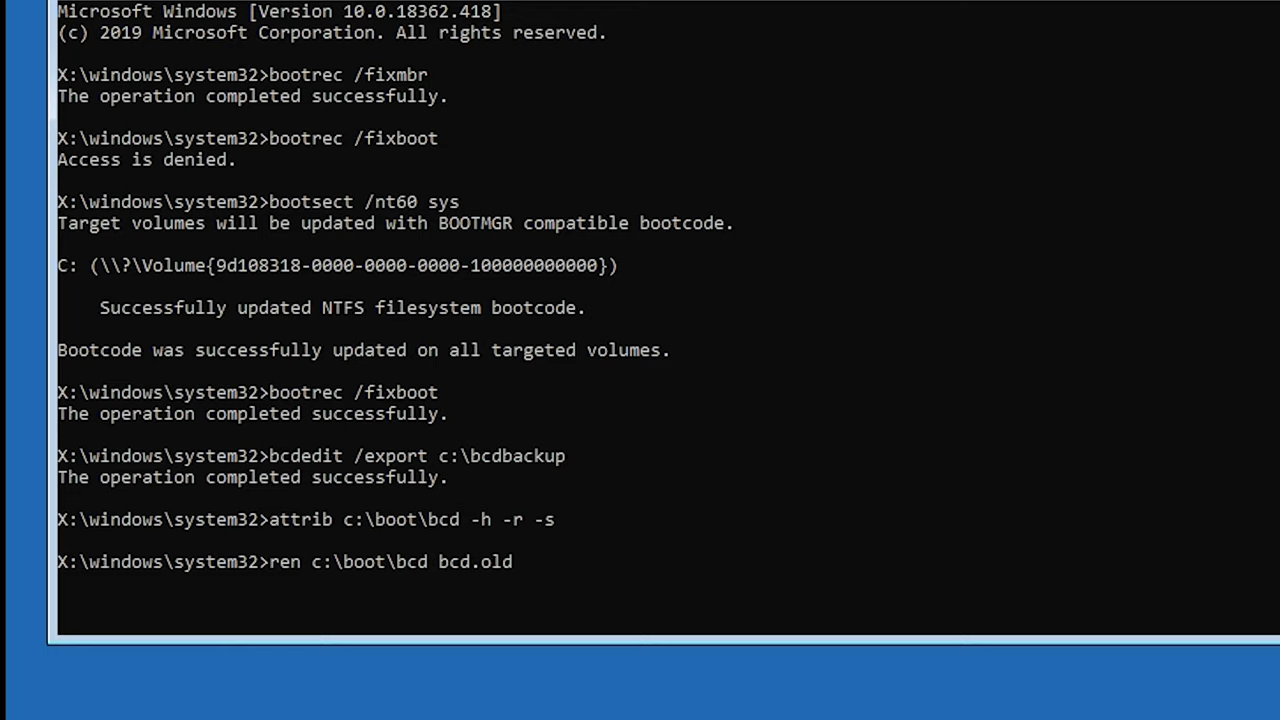 Microsoft Windows [Version 10.0.18362.418]
(c) 2019 Microsoft Corporation. All rights reserved.
X:\windows\system32>bootrec /fixmbr
The operation completed successfully.
X:\windows\system32>bootrec /fixboot
Access is denied.
X:\windows\system32>bootsect /nt60 sys
Target volumes will be updated with BOOTMGR compatible bootcode.
C: (\\?\Volume{9d108318-0000-0000-0000-100000000000})
Successfully updated NTFS filesystem bootcode.
Bootcode was successfully updated on all targeted volumes.
X:\windows\system32>bootrec /fixboot
The operation completed successfully.
X:\windows\system32>bcdedit /export c:\bcdbackup
The operation completed successfully.
X:\windows\system32>attrib c:\boot\bcd -h -r -s
X:\windows\system32>ren c:\boot\bcd bcd.old